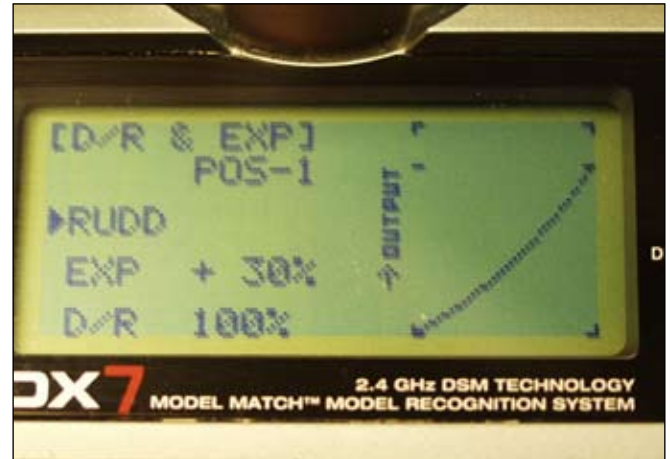 [D/R & EXP]
POS-1
▶RUDD
EXP + 30%
D/R 100%
→ OUTPUT
D
DX7
2.4 GHz DSM TECHNOLOGY
MODEL MATCH™ MODEL RECOGNITION SYSTEM